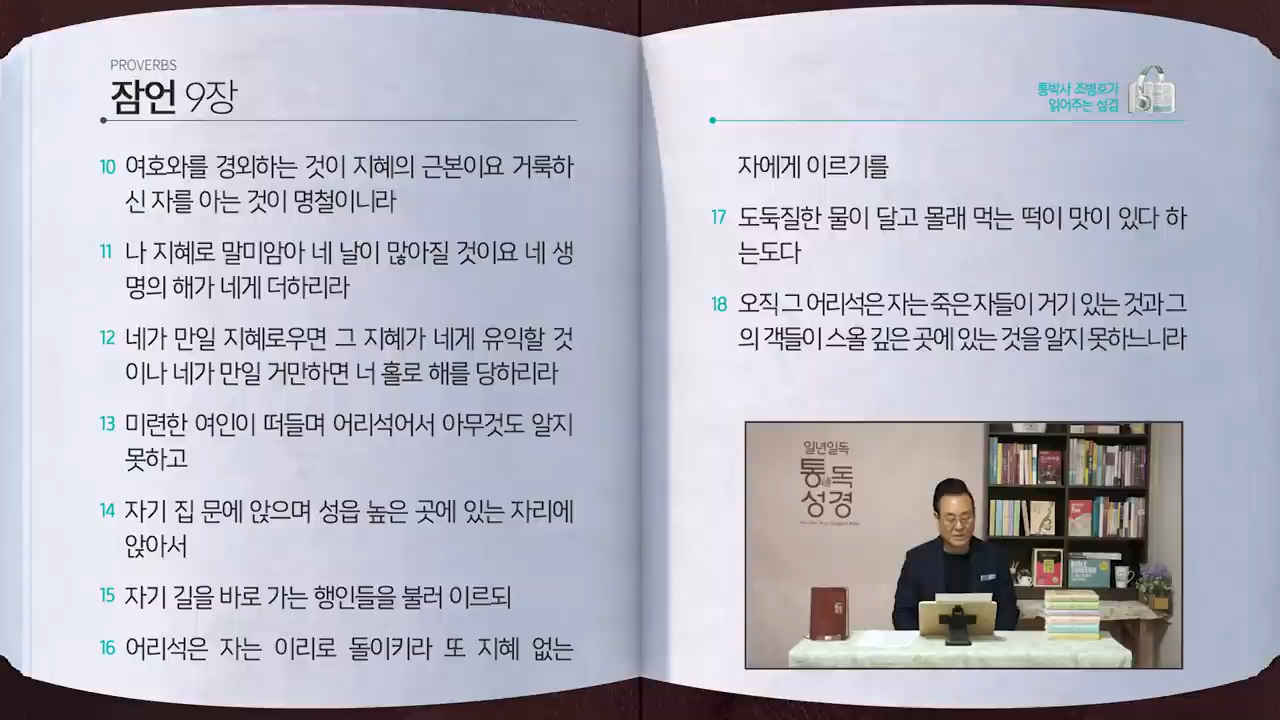 PROVERBS
잠언 9장
10 여호와를 경외하는 것이 지혜의 근본이요 거룩하
신 자를 아는 것이 명철이니라
11 나 지혜로 말미암아 네 날이 많아질 것이요 네 생
명의 해가 네게 더하리라
12 네가 만일 지혜로우면 그 지혜가 네게 유익할 것
이나 네가 만일 거만하면 너 홀로 해를 당하리라
13 미련한 여인이 떠들며 어리석어서 아무것도 알지
못하고
14 자기 집 문에 앉으며 성읍 높은 곳에 있는 자리에
앉아서
15 자기 길을 바로 가는 행인들을 불러 이르되
16 어리석은 자는 이리로 돌이키라 또 지혜 없는
통박사 조병호가
읽어주는 성경
자에게 이르기를
17 도둑질한 물이 달고 몰래 먹는 떡이 맛이 있다 하
는도다
18 오직 그 어리석은 자는 죽은 자들이 거기 있는 것과 그
의 객들이 스올 깊은 곳에 있는 것을 알지 못하느니라
일년일독
통독
성경